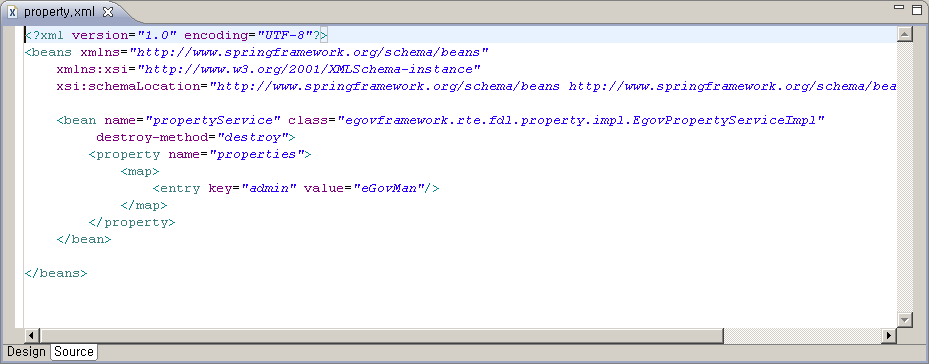 property.xml
<?xml version="1.0" encoding="UTF-8"?>
<beans xmlns="http://www.springframework.org/schema/beans"
    xmlns:xsi="http://www.w3.org/2001/XMLSchema-instance"
    xsi:schemaLocation="http://www.springframework.org/schema/beans http://www.springframework.org/schema/bea
    <bean name="propertyService" class="egovframework.rte.fdl.property.impl.EgovPropertyServiceImpl"
         destroy-method="destroy">
        <property name="properties">
            <map>
                <entry key="admin" value="eGovMan"/>
            </map>
        </property>
    </bean>
</beans>
Design Source